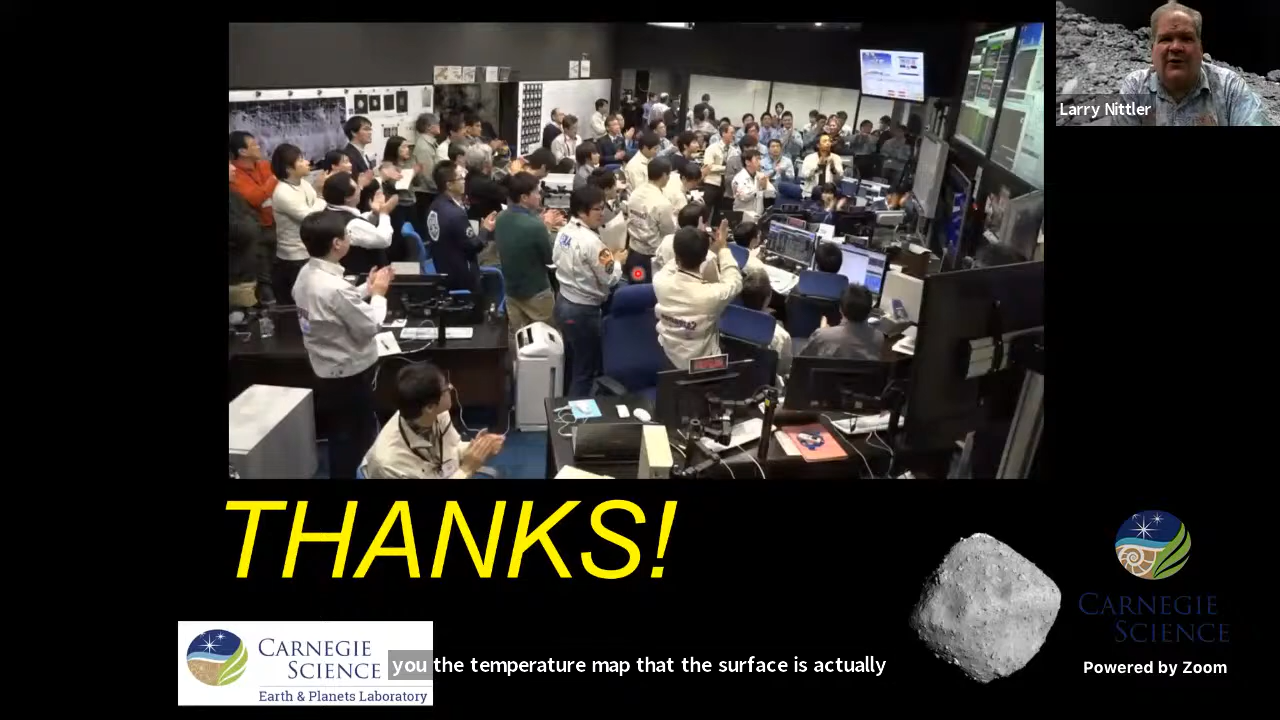 Larry Nittler
THANKS!
CARNEGIE
SCIENCE
Earth & Planets Laboratory
you the temperature map that the surface is actually
CARNEGIE
SCIENCE
Powered by Zoom